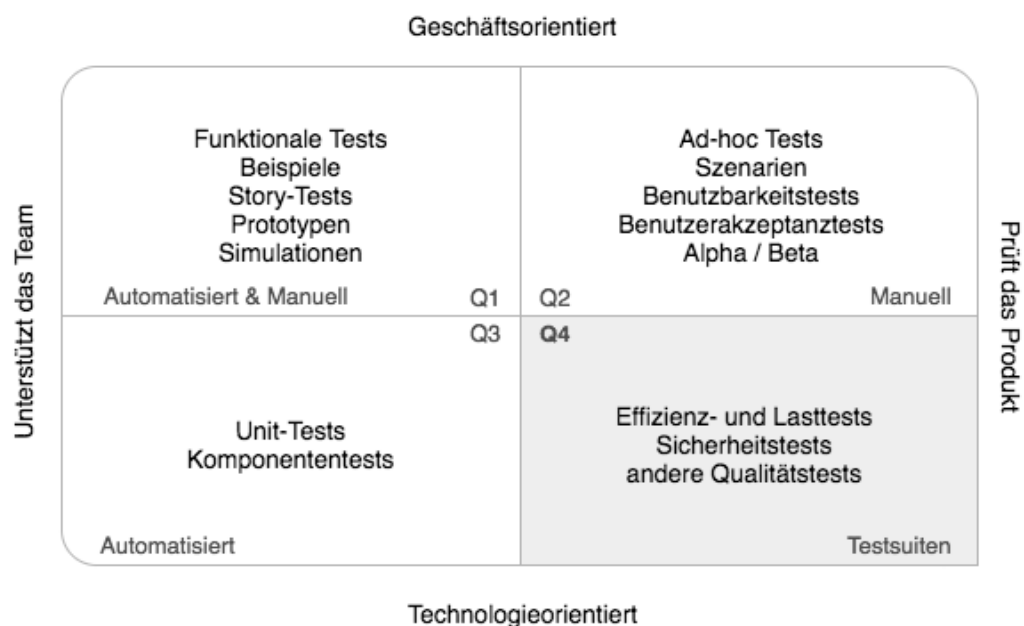 Geschäftsorientiert
Unterstützt das Team
Funktionale Tests
Beispiele
Story-Tests
Prototypen
Simulationen
Automatisiert & Manuell
Q1
Ad-hoc Tests
Szenarien
Benutzbarkeitstests
Benutzerakzeptanztests
Alpha / Beta
Q2
Manuell
Prüft das Produkt
Q3
Unit-Tests
Komponententests
Automatisiert
Q4
Effizienz- und Lasttests
Sicherheitstests
andere Qualitätstests
Testsuiten
Technologieorientiert